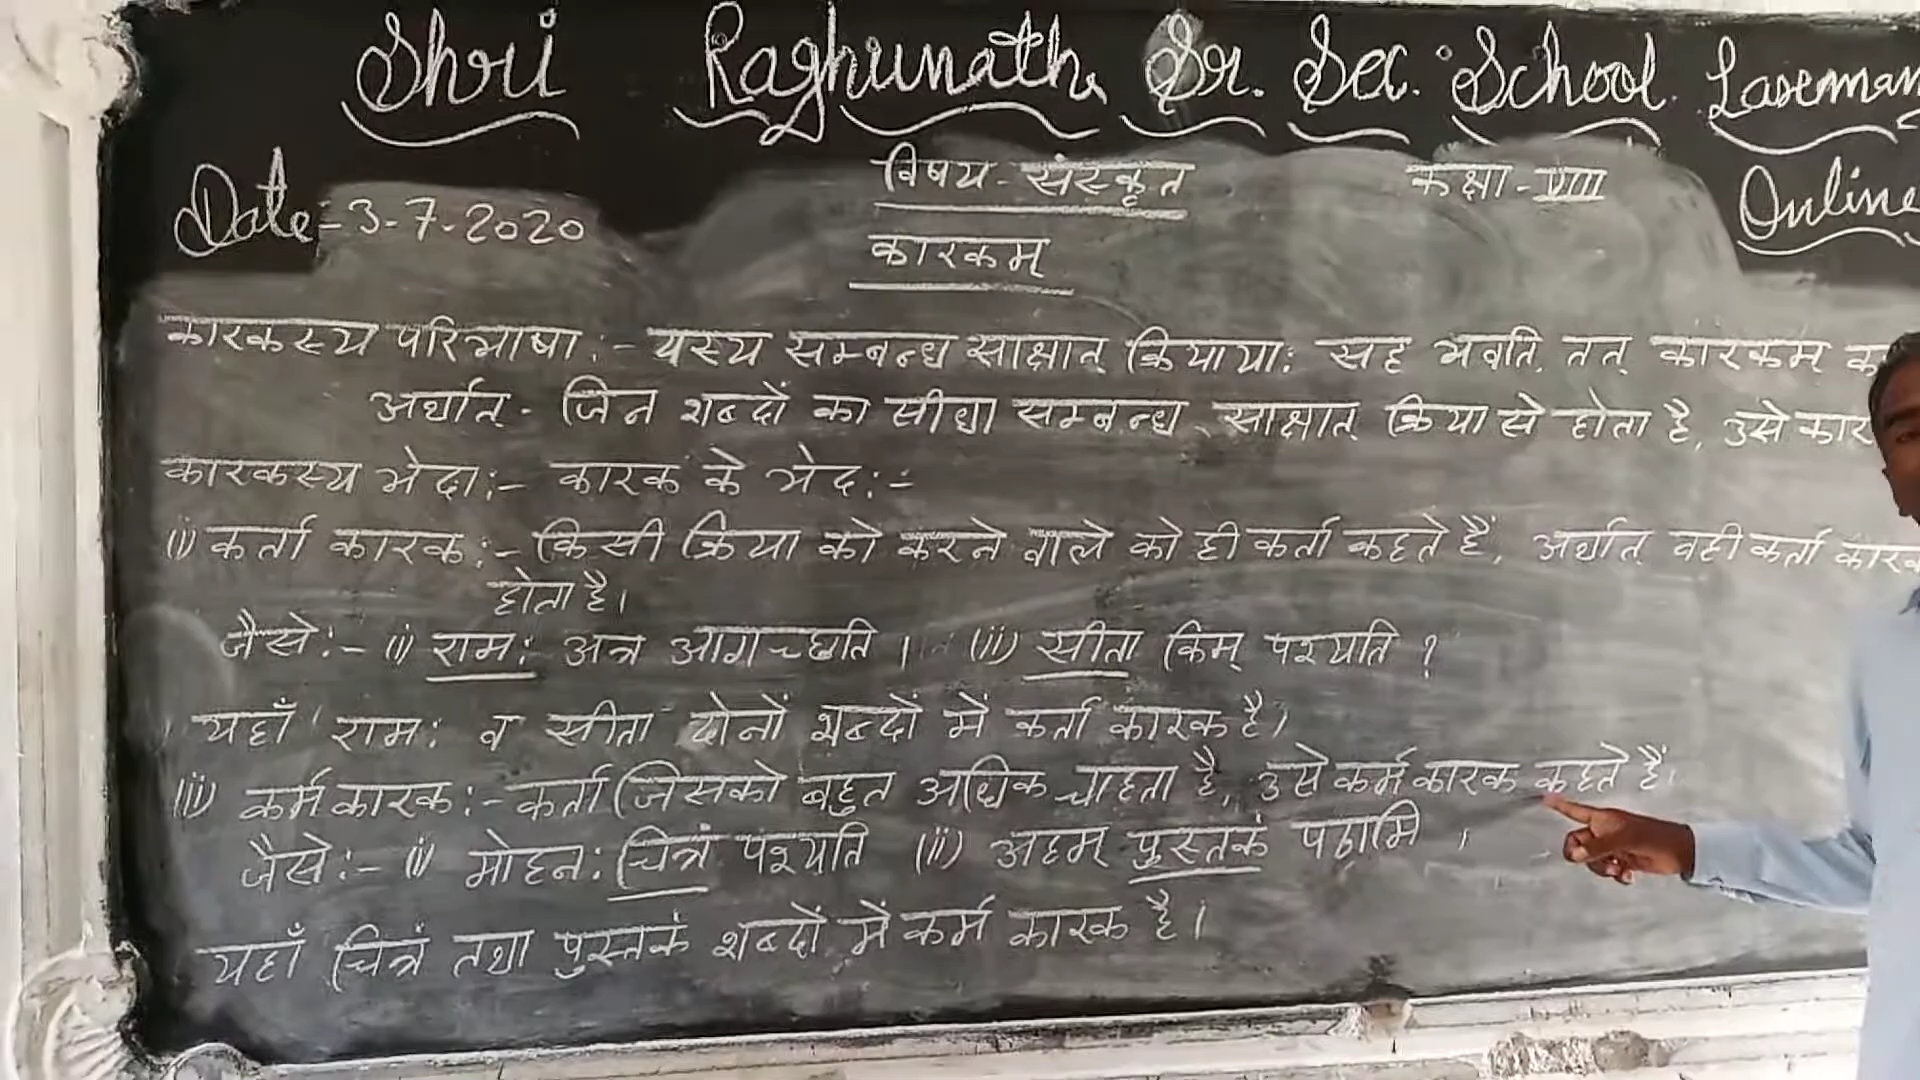 Shri Raghunath Sr. Sec. School. Laxeman
Date - 3-7-2020
विषय - संस्कृत
कक्षा - VIII
Online
कारकम्
कारकस्य परिभाषा :- यस्य सम्बन्ध साक्षात् क्रियाया: सह भवति, तत् कारकम् क
अर्थात् - जिन शब्दों का सीधा सम्बन्ध, साक्षात् क्रिया से होता है, उसे कार
कारकस्य भेदा:- कारक के भेद:-
(i) कर्ता कारक:- किसी क्रिया को करने वाले को ही कर्ता कहते हैं, अर्थात् वही कर्ता कारक
होता है।
जैसे:- (i) राम: अत्र आगच्छति । (ii) सीता किम् पश्यति ?
यहाँ राम: व सीता दोनों शब्दों में कर्ता कारक है।
(ii) कर्म कारक:- कर्ता जिसको बहुत अधिक चाहता है, उसे कर्म कारक कहते हैं।
जैसे:- (i) मोहन: चित्रं पश्यति (ii) अहम् पुस्तकं पठामि ।
यहाँ चित्रं तथा पुस्तकं शब्दों में कर्म कारक है।